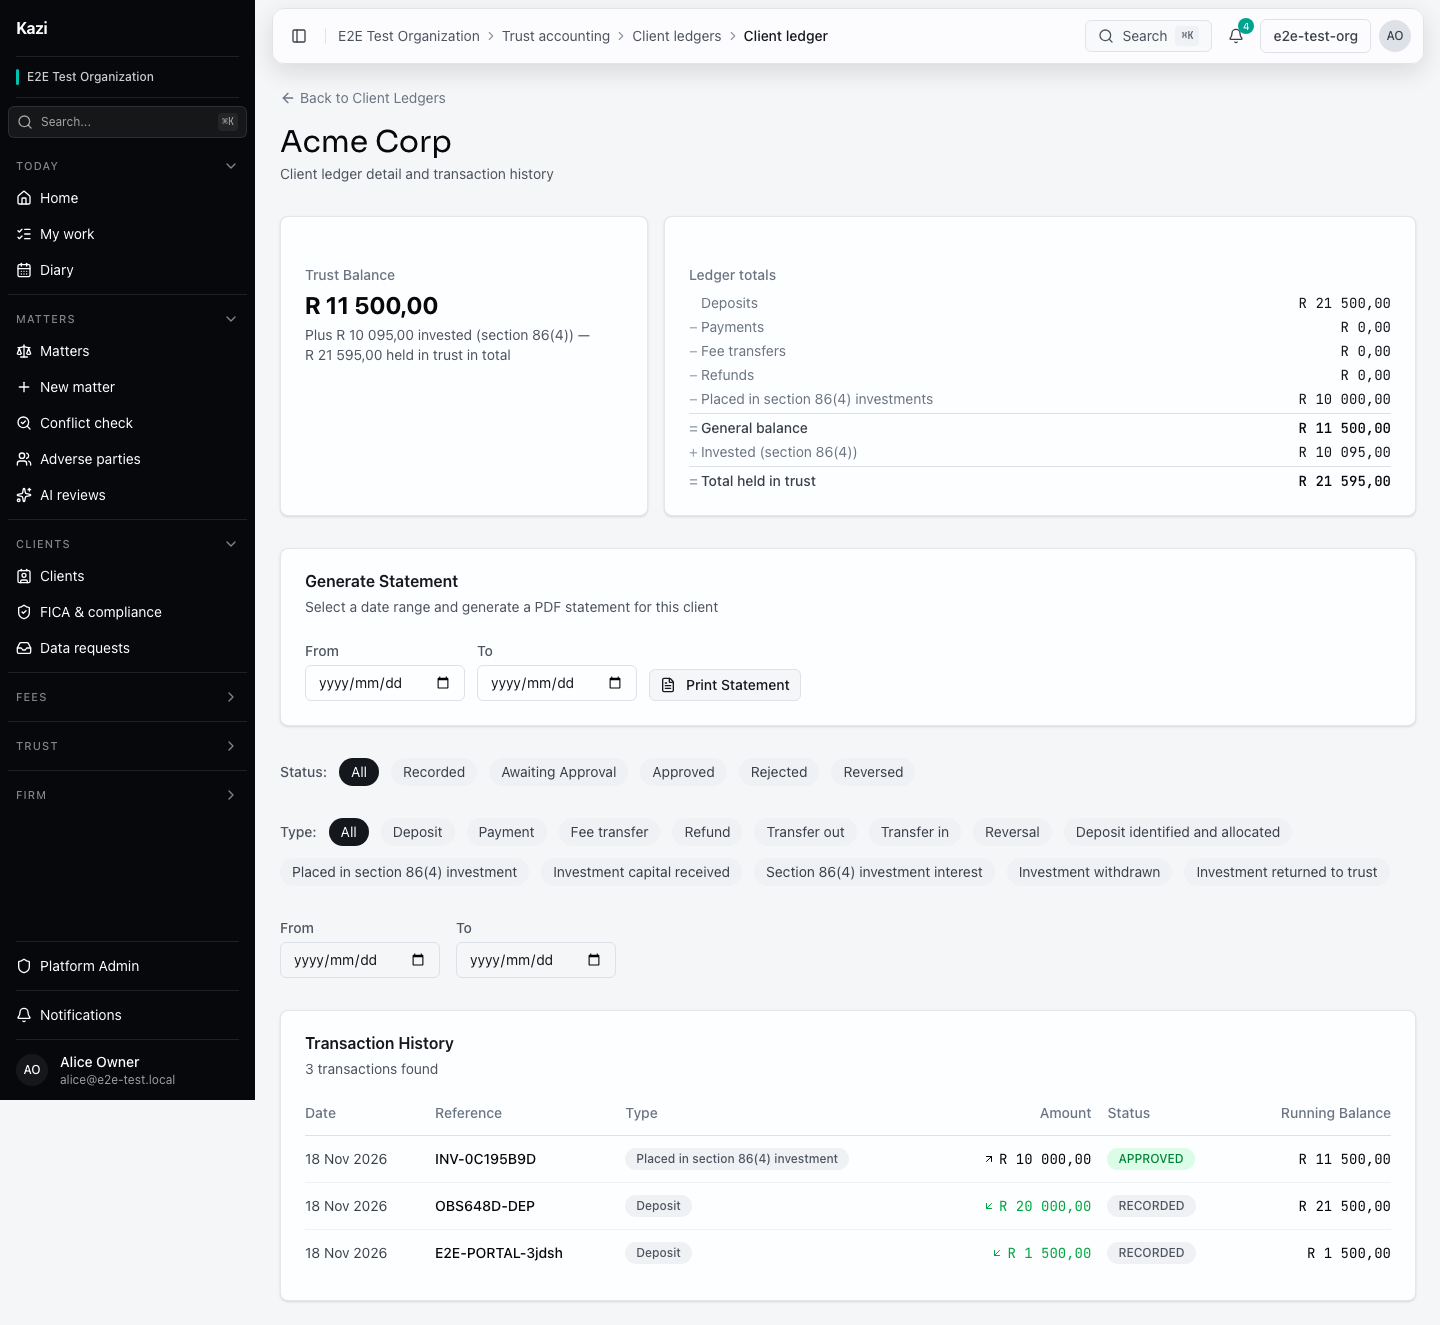 Kazi
E2E Test Organization
Search...
⌘K
TODAY
Home
My work
Diary
MATTERS
Matters
New matter
Conflict check
Adverse parties
AI reviews
CLIENTS
Clients
FICA & compliance
Data requests
FEES
TRUST
FIRM
Platform Admin
Notifications
AO
Alice Owner
alice@e2e-test.local
E2E Test Organization > Trust accounting > Client ledgers > Client ledger
Search ⌘K
4
e2e-test-org
AO
Back to Client Ledgers
Acme Corp
Client ledger detail and transaction history
Trust Balance
R 11 500,00
Plus R 10 095,00 invested (section 86(4)) —
R 21 595,00 held in trust in total
Ledger totals
Deposits R 21 500,00
– Payments R 0,00
– Fee transfers R 0,00
– Refunds R 0,00
– Placed in section 86(4) investments R 10 000,00
= General balance R 11 500,00
+ Invested (section 86(4)) R 10 095,00
= Total held in trust R 21 595,00
Generate Statement
Select a date range and generate a PDF statement for this client
From To
yyyy/mm/dd yyyy/mm/dd Print Statement
Status: All Recorded Awaiting Approval Approved Rejected Reversed
Type: All Deposit Payment Fee transfer Refund Transfer out Transfer in Reversal Deposit identified and allocated
Placed in section 86(4) investment Investment capital received Section 86(4) investment interest Investment withdrawn Investment returned to trust
From To
yyyy/mm/dd yyyy/mm/dd
Transaction History
3 transactions found
Date Reference Type Amount Status Running Balance
18 Nov 2026 INV-0C195B9D Placed in section 86(4) investment R 10 000,00 APPROVED R 11 500,00
18 Nov 2026 OBS648D-DEP Deposit R 20 000,00 RECORDED R 21 500,00
18 Nov 2026 E2E-PORTAL-3jdsh Deposit R 1 500,00 RECORDED R 1 500,00